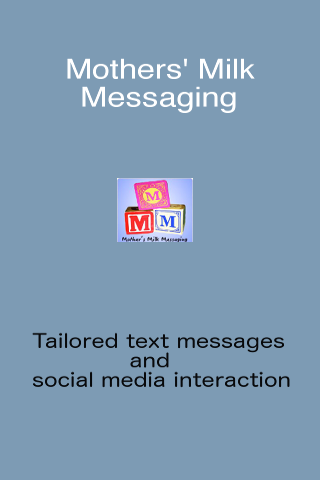 Mothers' Milk
Messaging
M
M M
Mother's Milk Messaging
Tailored text messages
and
social media interaction